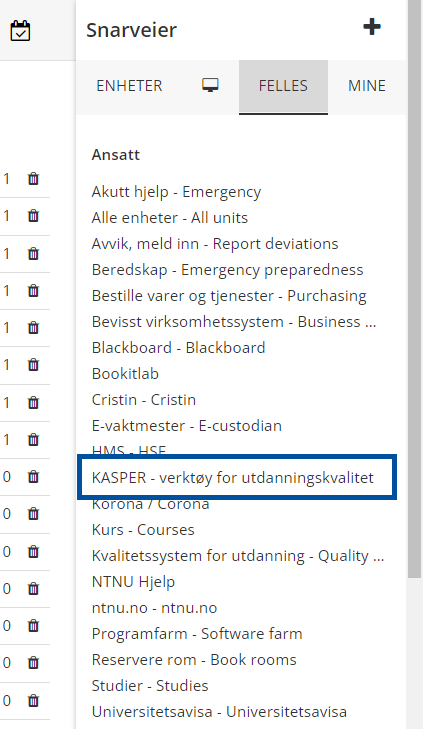 Snarveier
ENHETER FELLES MINE
Ansatt
1 Akutt hjelp - Emergency
1 Alle enheter - All units
1 Avvik, meld inn - Report deviations
Beredskap - Emergency preparedness
1 Bestille varer og tjenester - Purchasing
1 Bevisst virksomhetssystem - Business ...
Blackboard - Blackboard
1 Bookitlab
1 Cristin - Cristin
E-vaktmester - E-custodian
1 HMS - HSE
0 KASPER - verktøy for utdanningskvalitet
Korona / Corona
0 Kurs - Courses
0 Kvalitetssystem for utdanning - Quality ...
0 NTNU Hjelp
ntnu.no - ntnu.no
0 Programfarm - Software farm
0 Reservere rom - Book rooms
Studier - Studies
0 Universitetsavisa - Universitetsavisa